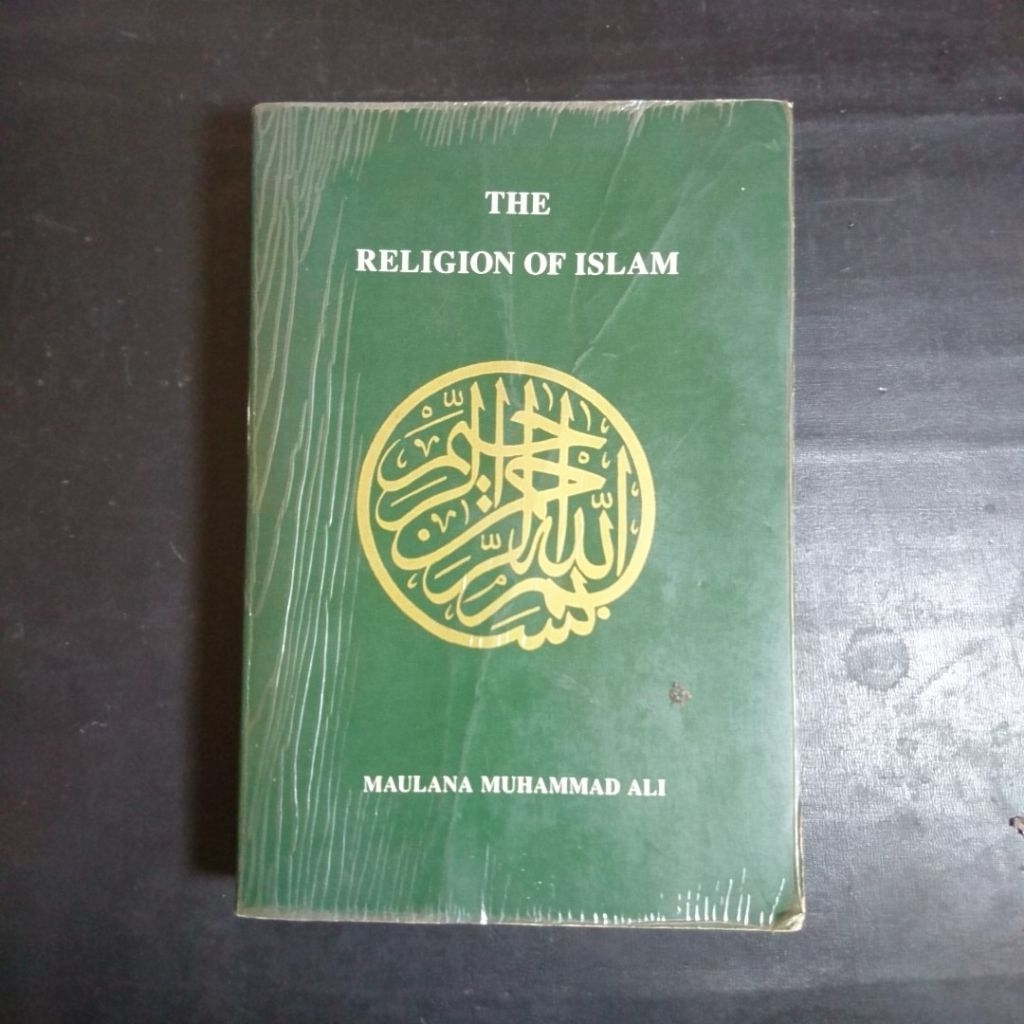 THE
RELIGION OF ISLAM
بسم الله الرحمن الرحيم
MAULANA MUHAMMAD ALI